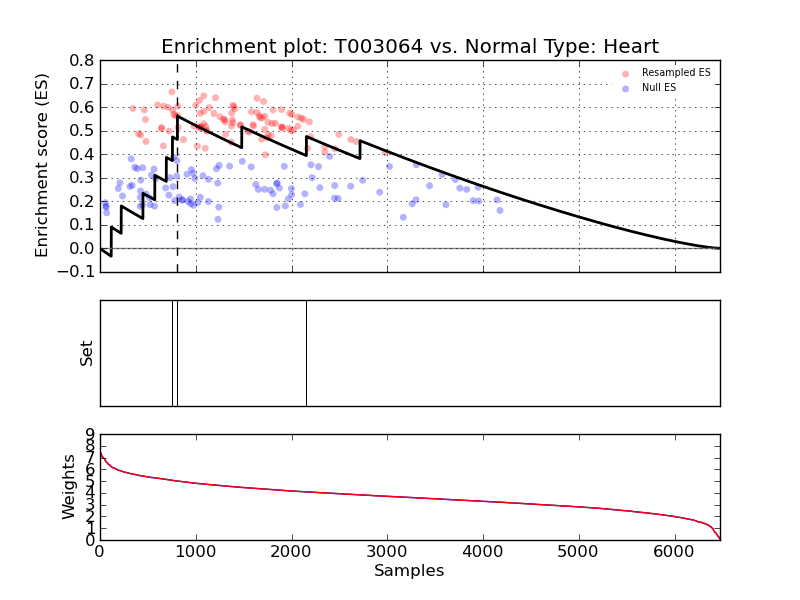 Enrichment plot: T003064 vs. Normal Type: Heart
Enrichment score (ES)
0.8
0.7
0.6
0.5
0.4
0.3
0.2
0.1
0.0
−0.1
Resampled ES
Null ES
Set
Weights
9
8
7
6
5
4
3
2
1
0
0 1000 2000 3000 4000 5000 6000
Samples